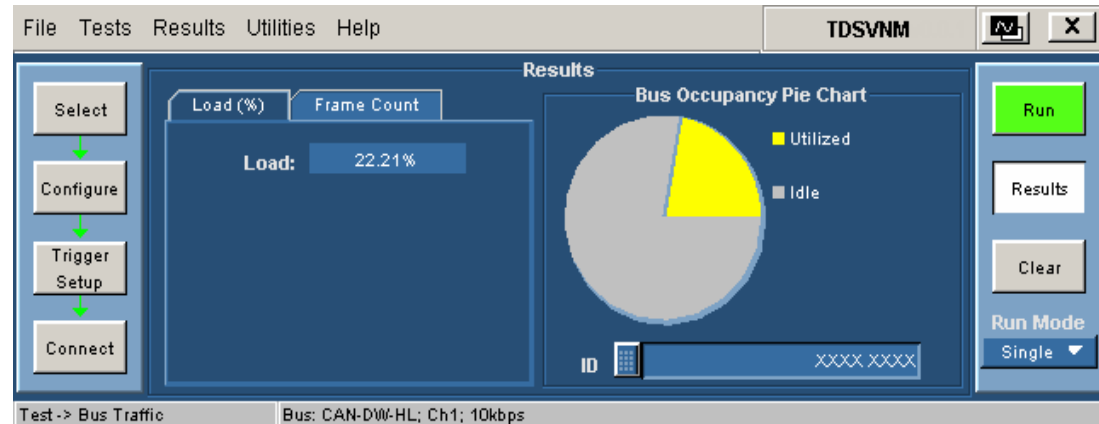 File Tests Results Utilities Help TDSVNM X
Results
Select
Configure
Trigger
Setup
Connect
Load (%) Frame Count
Load: 22.21%
Bus Occupancy Pie Chart
Utilized
Idle
ID XXXX XXXX
Run
Results
Clear
Run Mode
Single
Test -> Bus Traffic Bus: CAN-DW-HL; Ch1; 10kbps